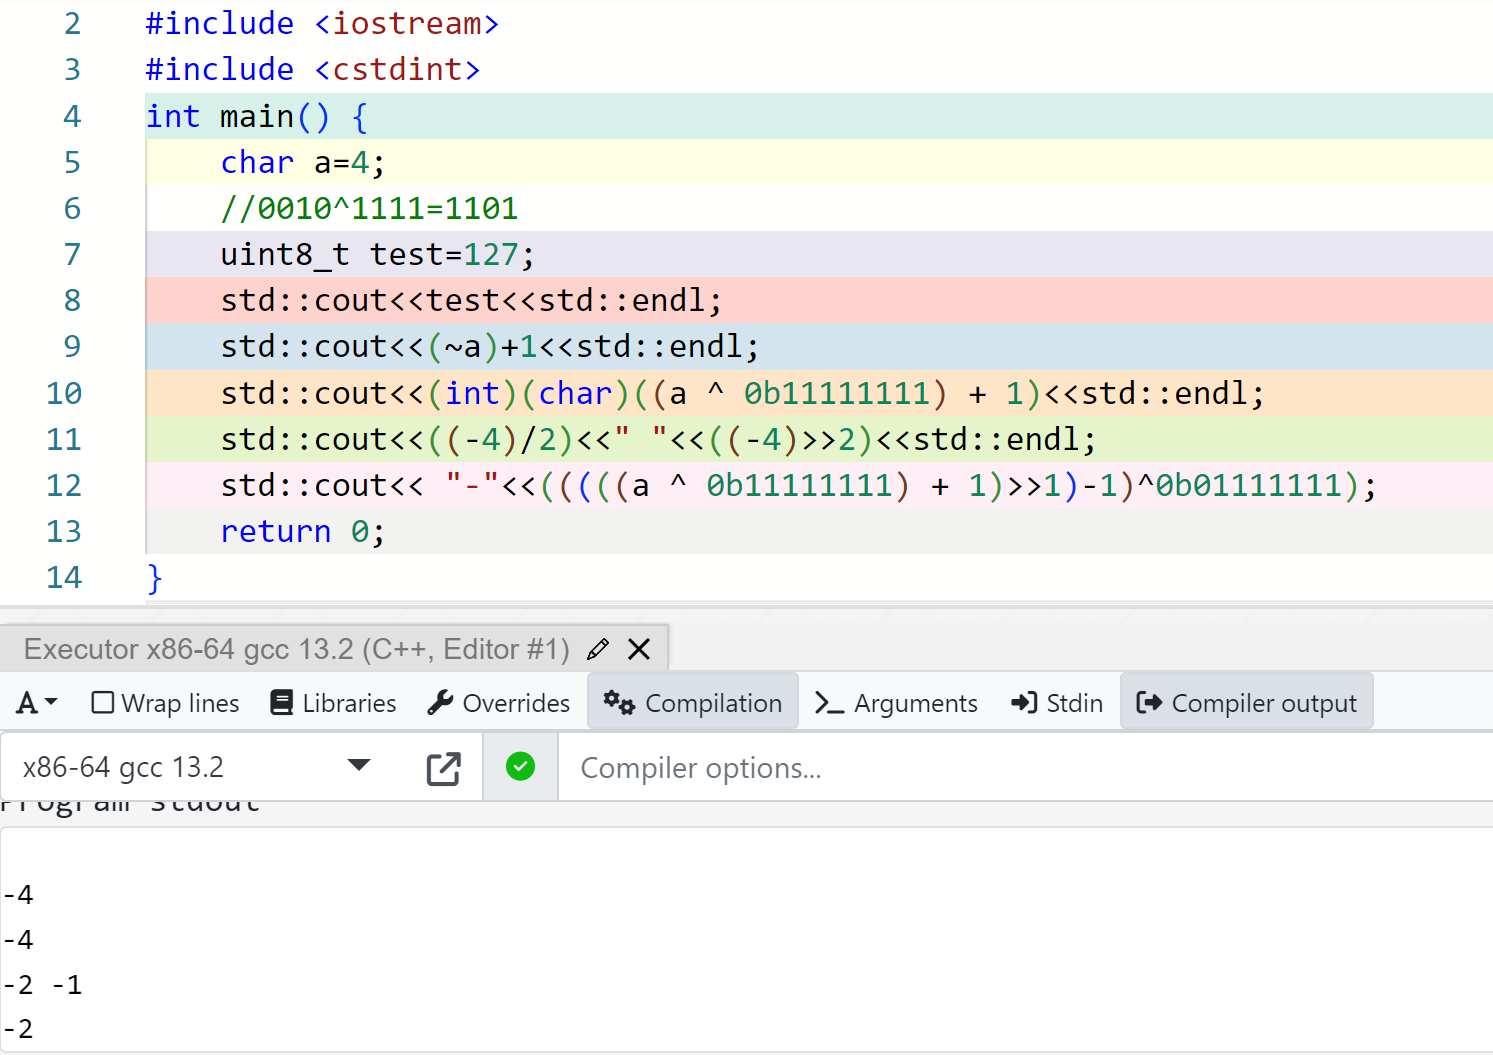 2 #include <iostream>
3 #include <cstdint>
4 int main() {
5     char a=4;
6     //0010^1111=1101
7     uint8_t test=127;
8     std::cout<<test<<std::endl;
9     std::cout<<(~a)+1<<std::endl;
10     std::cout<<(int)(char)((a ^ 0b11111111) + 1)<<std::endl;
11     std::cout<<((-4)/2)<<" "<<((-4)>>2)<<std::endl;
12     std::cout<< "-"<<(((((a ^ 0b11111111) + 1)>>1)-1)^0b01111111);
13     return 0;
14 }
Executor x86-64 gcc 13.2 (C++, Editor #1)
A Wrap lines Libraries Overrides Compilation Arguments Stdin Compiler output
x86-64 gcc 13.2 Compiler options...
Program stdout
-4
-4
-2 -1
-2